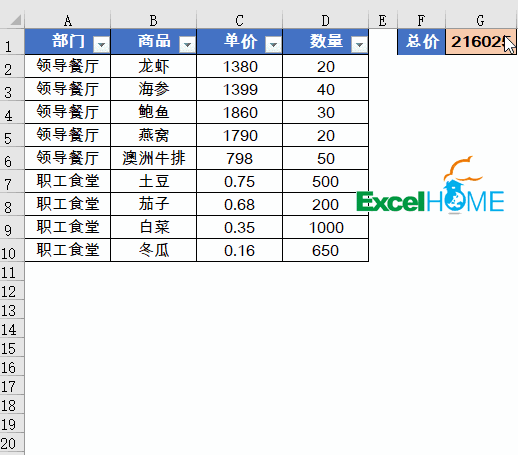 A B C D E F G
1 部门 商品 单价 数量 总价
2 领导餐厅 龙虾 1380 20
3 领导餐厅 海参 1399 40
4 领导餐厅 鲍鱼 1860 30
5 领导餐厅 燕窝 1790 20
6 领导餐厅 澳洲牛排 798 50
7 职工食堂 土豆 0.75 500
8 职工食堂 茄子 0.68 200
ExcelHOME
9 职工食堂 白菜 0.35 1000
10 职工食堂 冬瓜 0.16 650
11
12
13
14
15
16
17
18
19
20